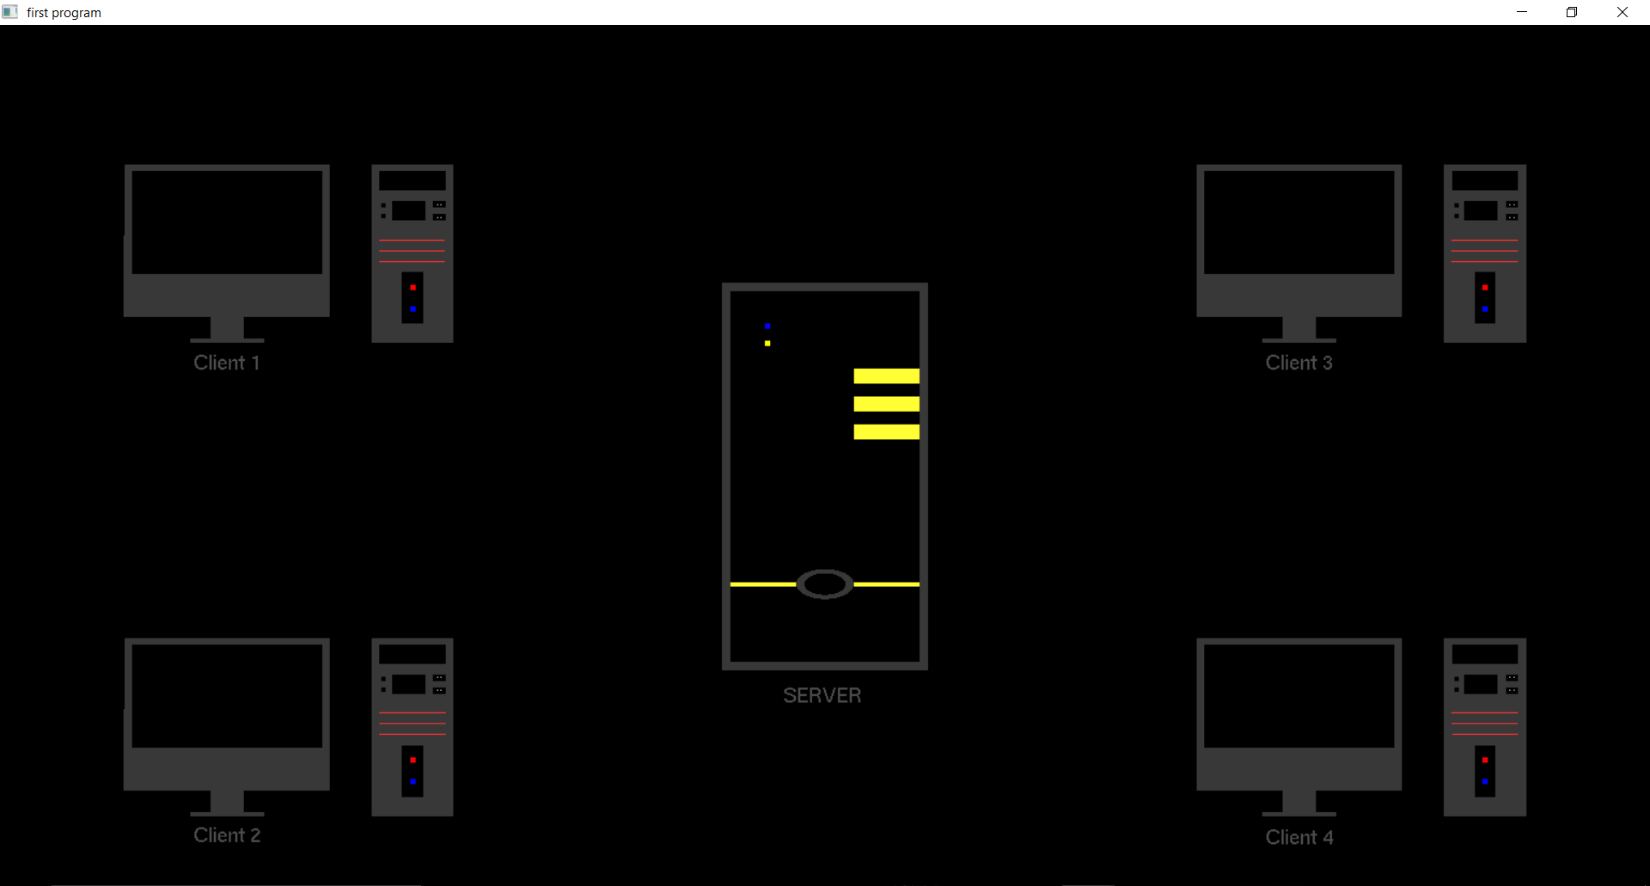 first program
Client 1
Client 3
SERVER
Client 2
Client 4